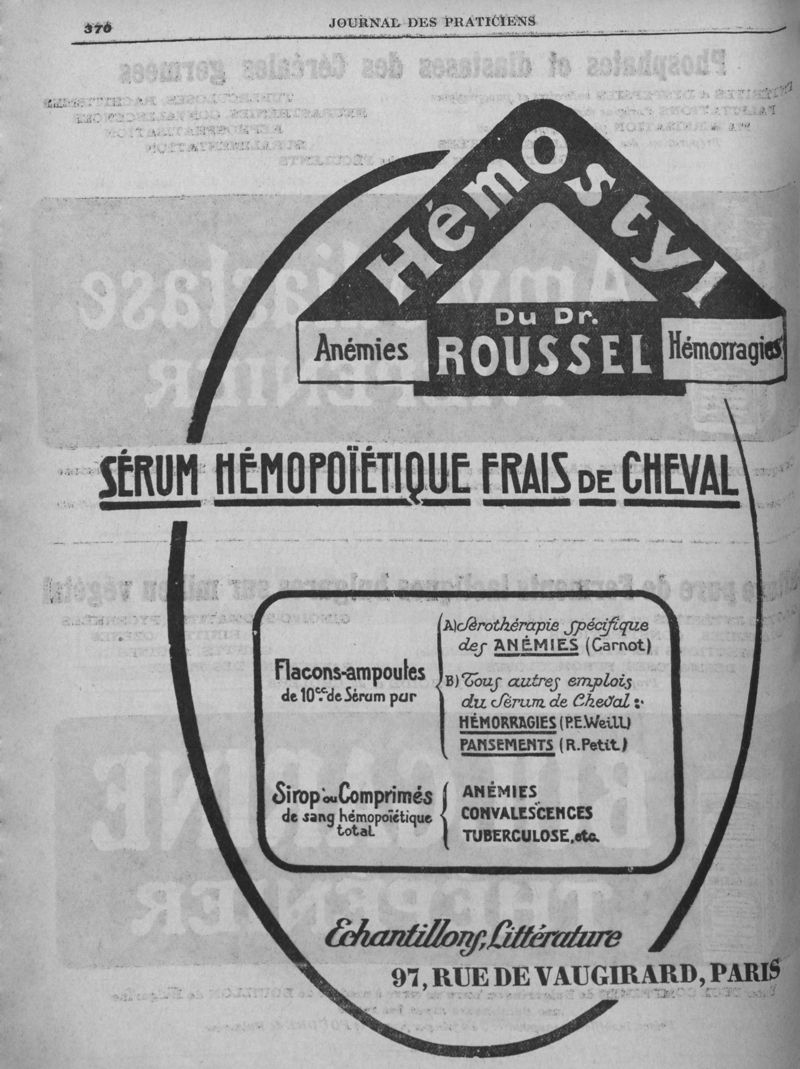 370
JOURNAL DES PRATICIENS
Hémostyl
Du Dr.
Anémies
ROUSSEL
Hémorragies
SÉRUM HÉMOPOÏÉTIQUE FRAIS DE CHEVAL
Flacons-ampoules
de 10cc. de Sérum pur
A) Sérothérapie spécifique
des ANÉMIES (Carnot)
B) Tous autres emplois
du Sérum de Cheval :
HÉMORRAGIES (P.E.Weill)
PANSEMENTS (R.Petit)
Sirop ou Comprimés
de sang hémopoïétique
total
ANÉMIES
CONVALESCENCES
TUBERCULOSE, etc.
Echantillons, Littérature
97, RUE DE VAUGIRARD, PARIS